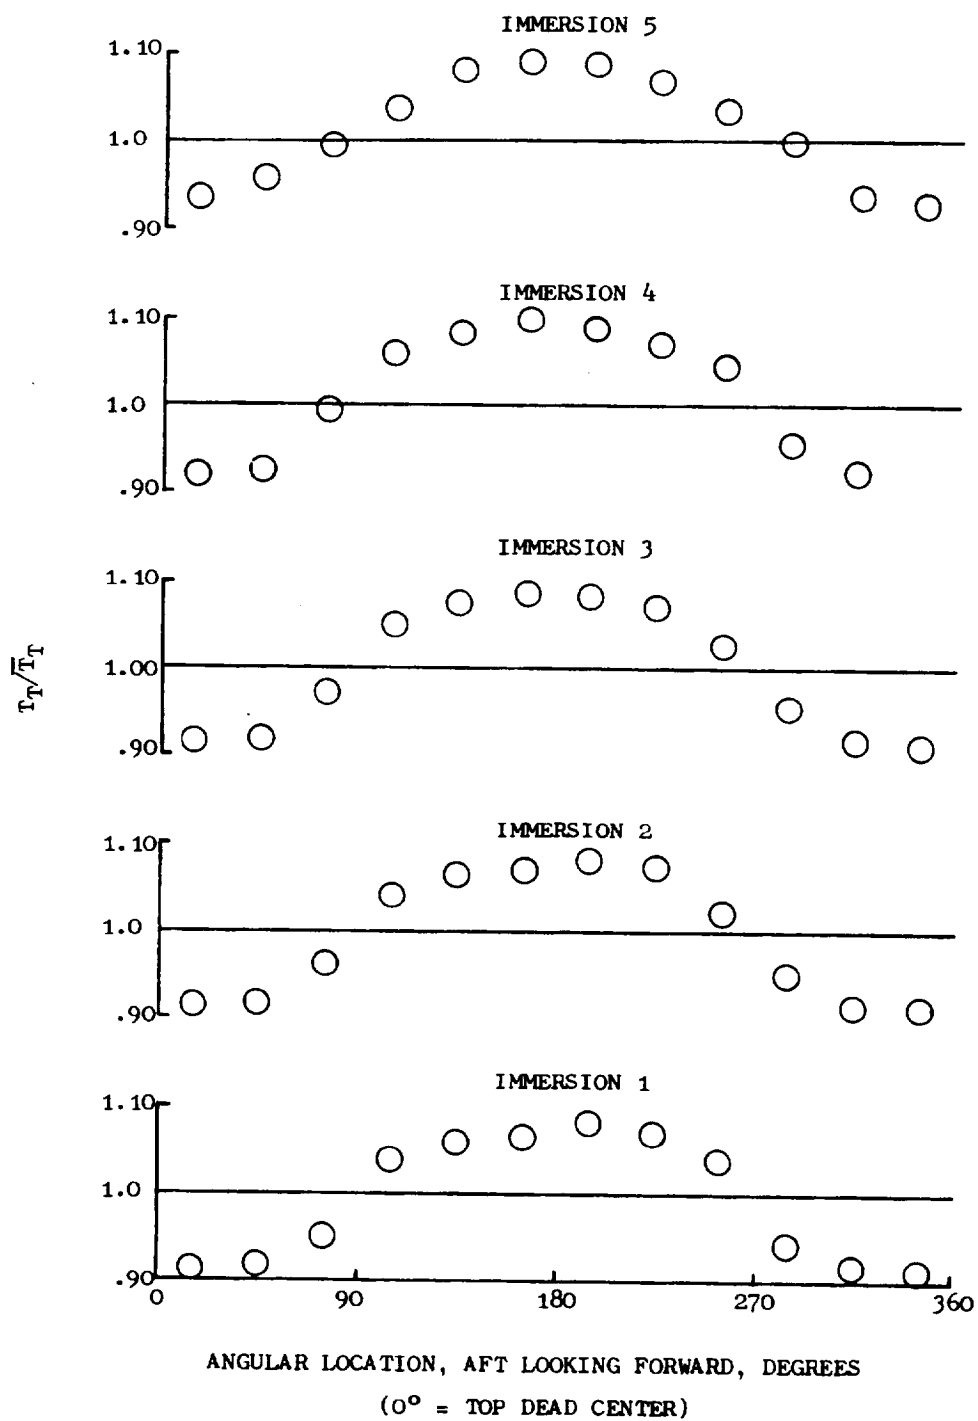 IMMERSION 5
1.10
1.0
.90
IMMERSION 4
1.10
1.0
.90
IMMERSION 3
1.10
1.00
.90
T_T/T̅_T
IMMERSION 2
1.10
1.0
.90
IMMERSION 1
1.10
1.0
.90
0 90 180 270 360
ANGULAR LOCATION, AFT LOOKING FORWARD, DEGREES
(0° = TOP DEAD CENTER)